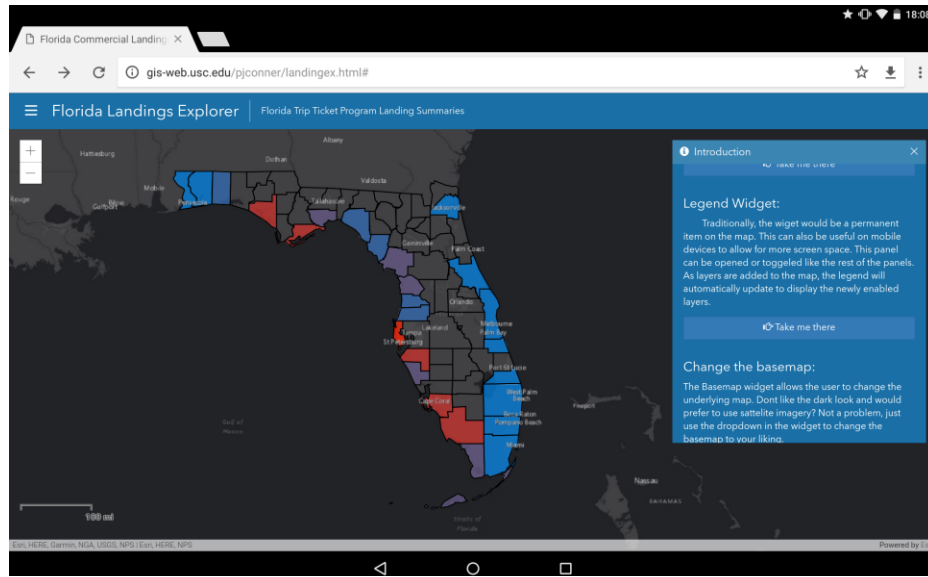 18:08
Florida Commercial Landing
gis-web.usc.edu/pjconner/landingex.html#
Florida Landings Explorer
Florida Trip Ticket Program Landing Summaries
+
−
Introduction
Take me there
Legend Widget:
Traditionally, the wiget would be a permanent
item on the map. This can also be useful on mobile
devices to allow for more screen space. This panel
can be opened or toggeled like the rest of the panels.
As layers are added to the map, the legend will
automatically update to display the newly enabled
layers.
Take me there
Change the basemap:
The Basemap widget allows the user to change the
underlying map. Dont like the dark look and would
prefer to use sattelite imagery? Not a problem, just
use the dropdown in the widget to change the
basemap to your liking.
Albany
Hattiesburg
Dothan
Valdosta
Mobile
Rouge
Gulfport
Pensacola
Tallahassee
Jacksonville
Gainesville
Palm Coast
Orlando
Lakeland
Tampa
St Petersburg
Melbourne
Palm Bay
Port St Lucie
Cape Coral
West Palm
Beach
Boca Raton
Pompano Beach
Freeport
Miami
Gulf of
Mexico
Nassau
BAHAMAS
Straits of
Florida
100 mi
Esri, HERE, Garmin, NGA, USGS, NPS | Esri, HERE, NPS
Powered by Es